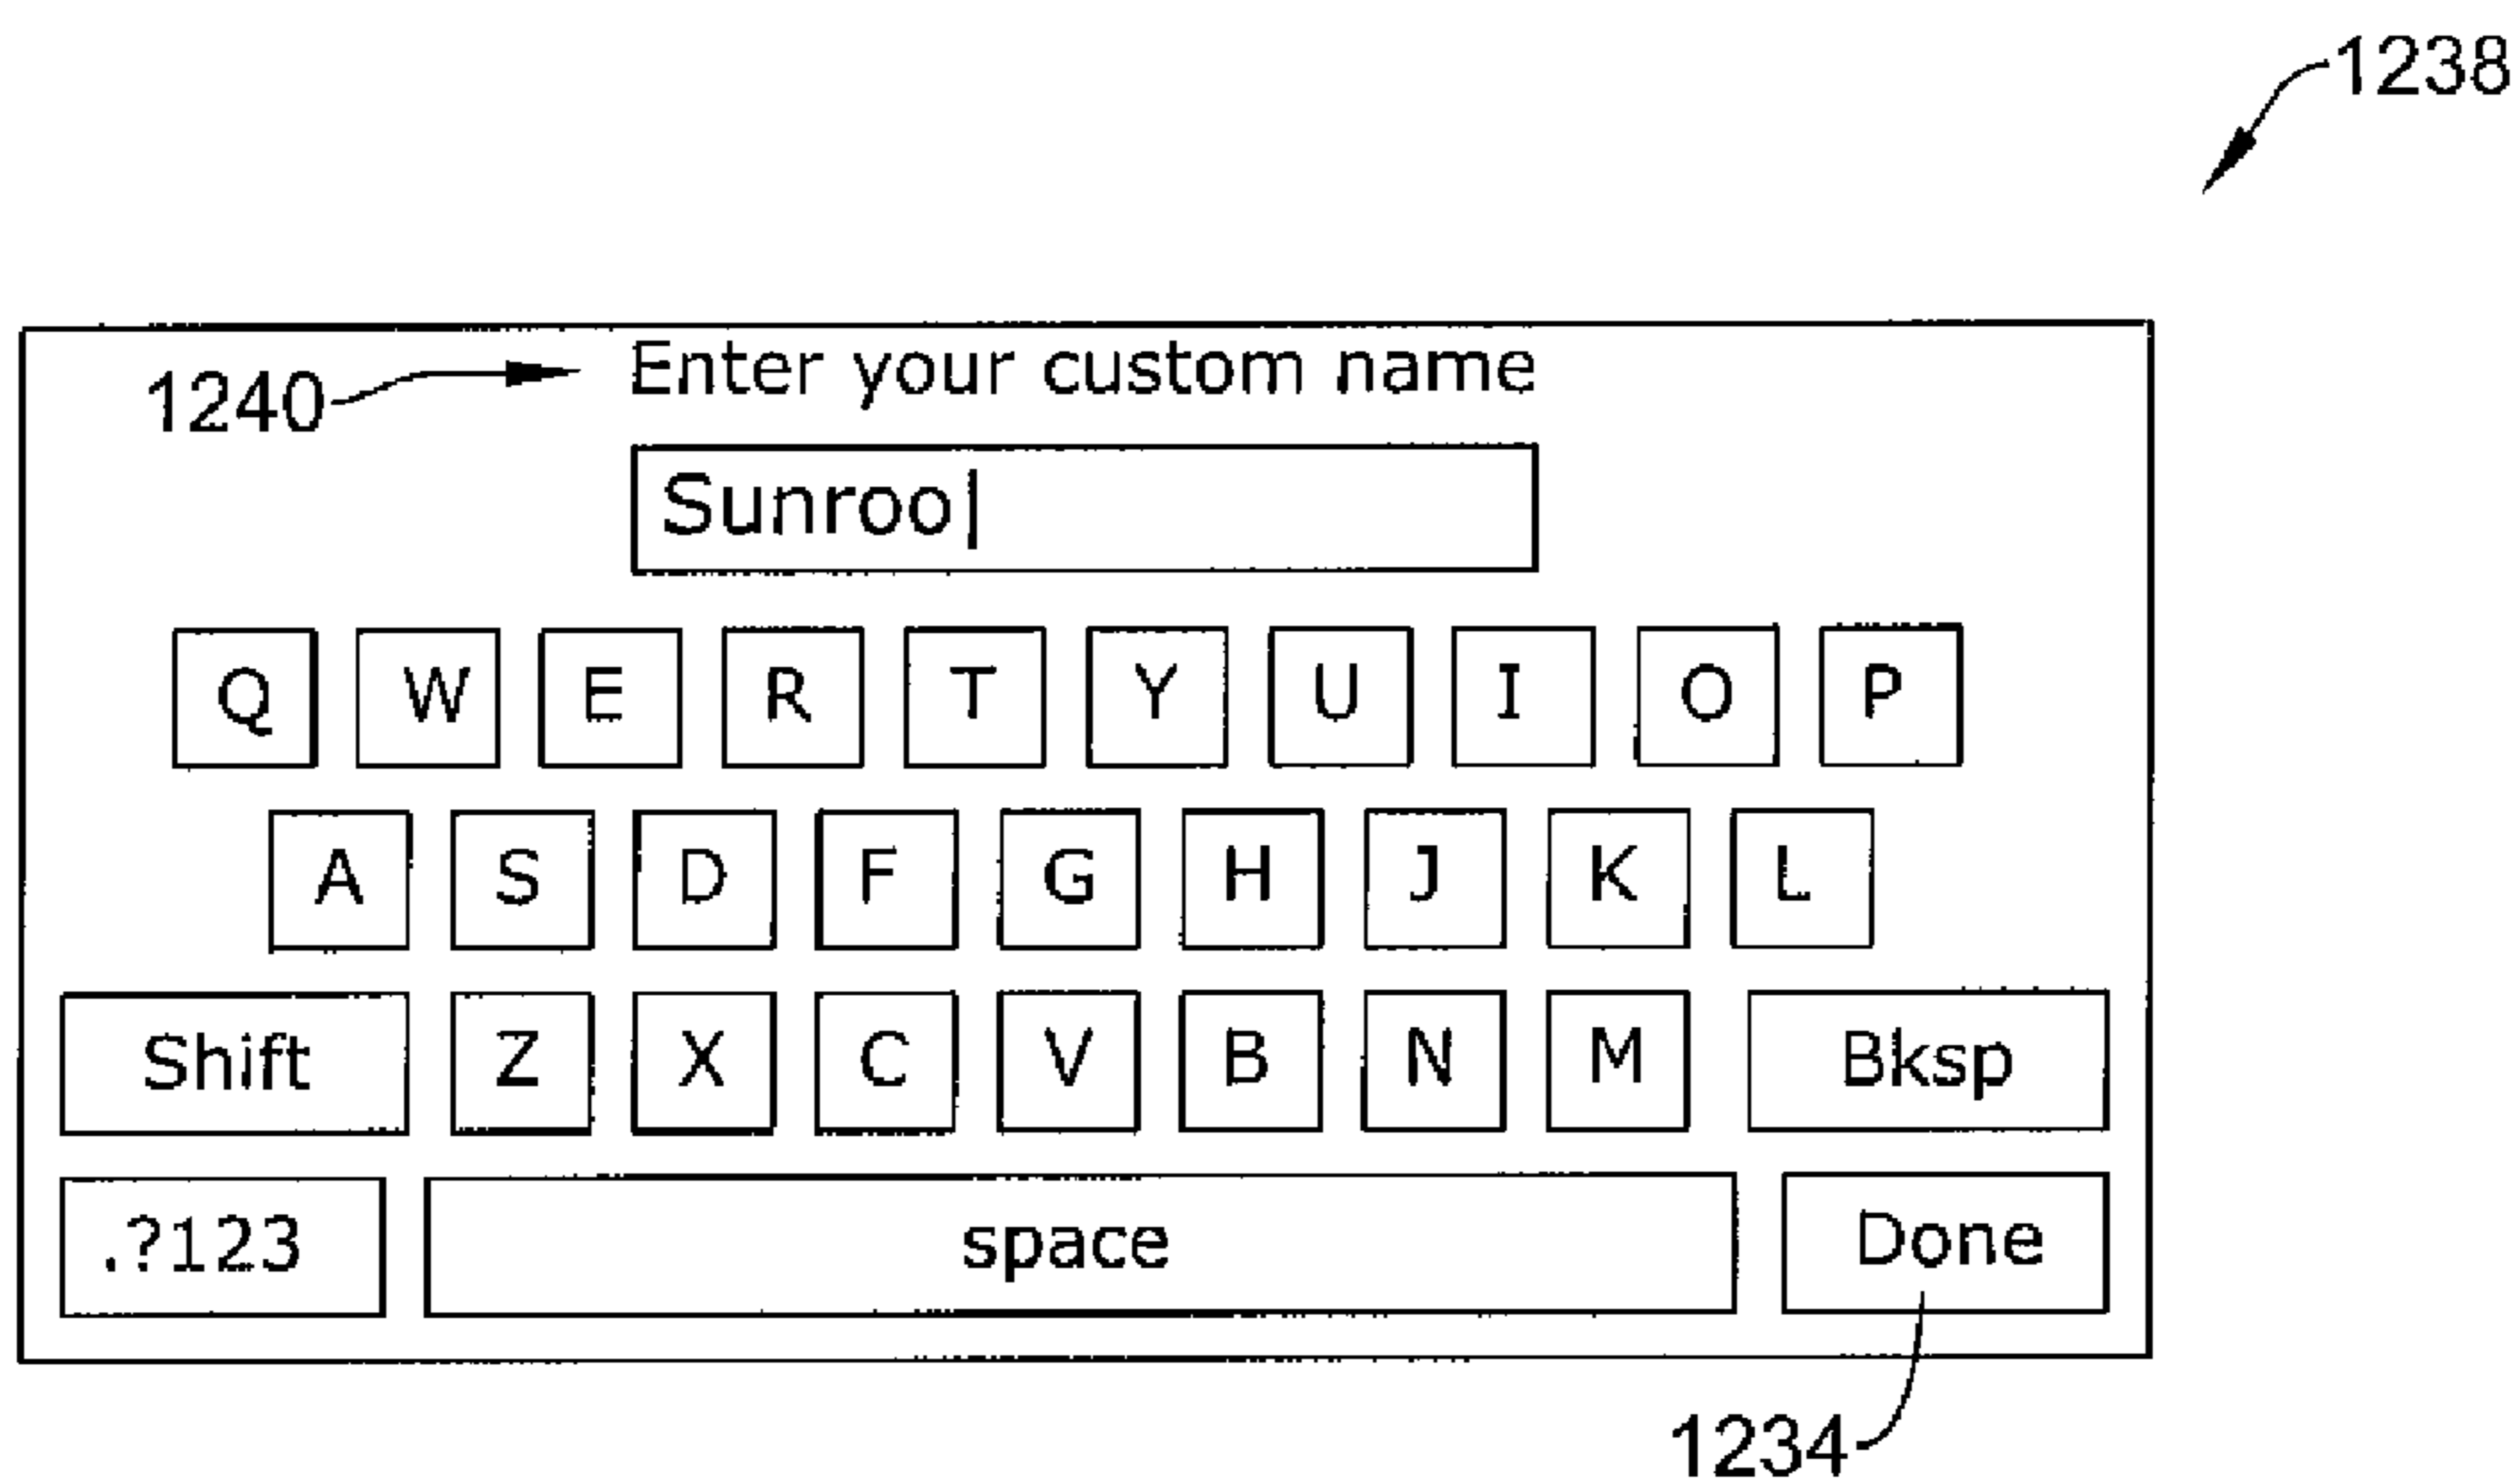 1238
1240 Enter your custom name
Sunroo
Q W E R T Y U I O P
A S D F G H J K L
Shift Z X C V B N M Bksp
.?123 space Done
1234